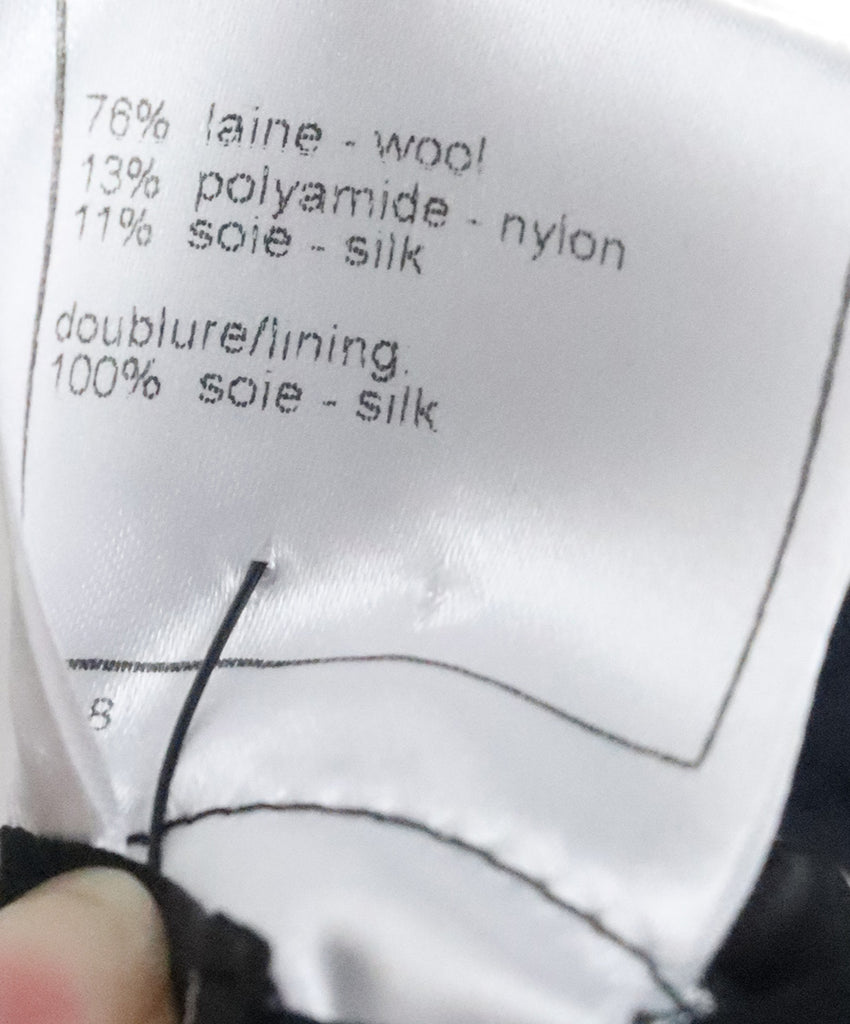 76% laine - wool
13% polyamide - nylon
11% soie - silk
doublure/lining.
100% soie - silk
8